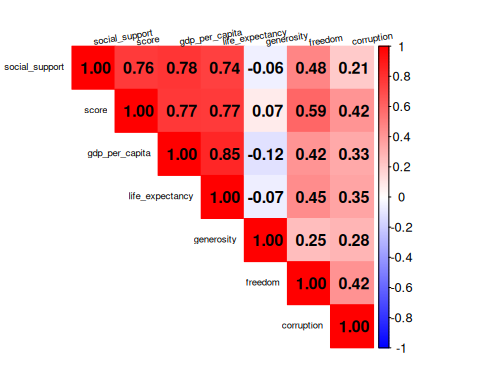 social_support score gdp_per_capita life_expectancy generosity freedom corruption
social_support 1.00 0.76 0.78 0.74 -0.06 0.48 0.21
score 1.00 0.77 0.77 0.07 0.59 0.42
gdp_per_capita 1.00 0.85 -0.12 0.42 0.33
life_expectancy 1.00 -0.07 0.45 0.35
generosity 1.00 0.25 0.28
freedom 1.00 0.42
corruption 1.00
1
0.8
0.6
0.4
0.2
0
-0.2
-0.4
-0.6
-0.8
-1